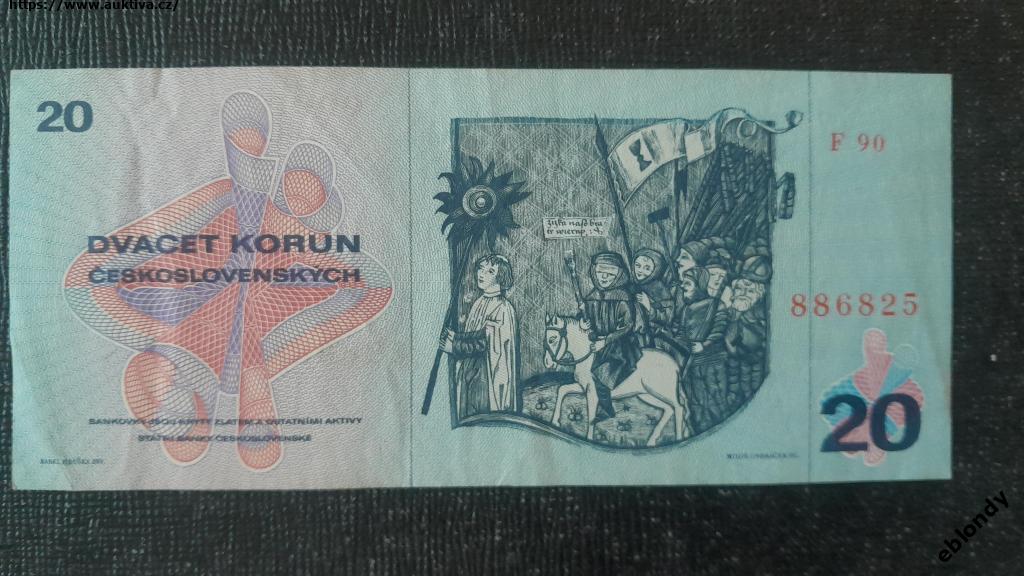 https://www.auktiva.cz/
20
DVACET KORUN
ČESKOSLOVENSKÝCH
BANKOVKY JSOU KRYTY ZLATEM A OSTATNÍMI AKTIVY
STÁTNÍ BANKY ČESKOSLOVENSKÉ
KAREL
F 90
886825
20
eblondy